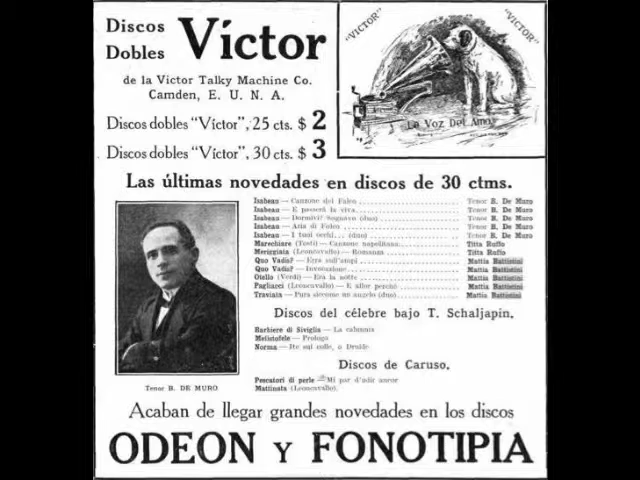 Discos
Dobles
Víctor
de la Victor Talky Machine Co.
Camden, E. U. N. A.
Discos dobles "Víctor", 25 cts. $ 2
Discos dobles "Víctor", 30 cts. $ 3
"VICTOR"
"VICTOR"
La Voz Del Amo
Las últimas novedades en discos de 30 ctms.
Isabeau — Canzone del Falco Tenor B. De Muro
Isabeau — E passerà la viva Tenor B. De Muro
Isabeau — Dormivi? Sognavo (duo) Tenor B. De Muro
Isabeau — Aria di Falco Tenor B. De Muro
Isabeau — I tuoi occhi... (duo) Tenor B. De Muro
Marechiare (Tosti) — Canzone napolitana Titta Ruffo
Meriggiata (Leoncavallo) — Romanza Titta Ruffo
Quo Vadis? — Mattia Battistini
Quo Vadis? — Invocazione Mattia Battistini
Otello (Verdi) — Era la notte Mattia Battistini
Pagliacci (Leoncavallo) — E allor perchè Mattia Battistini
Traviata — Pura siccome un angelo (duo) Mattia Battistini
Discos del célebre bajo T. Schaljapin.
Barbiere di Siviglia — La calunnia
Mefistofele — Prologo
Norma — Ite sul colle, o Druidi
Discos de Caruso.
Pescatori di perle — Mi par d'udir ancor
Mattinata (Leoncavallo).
Tenor B. DE MURO
Acaban de llegar grandes novedades en los discos
ODEON Y FONOTIPIA